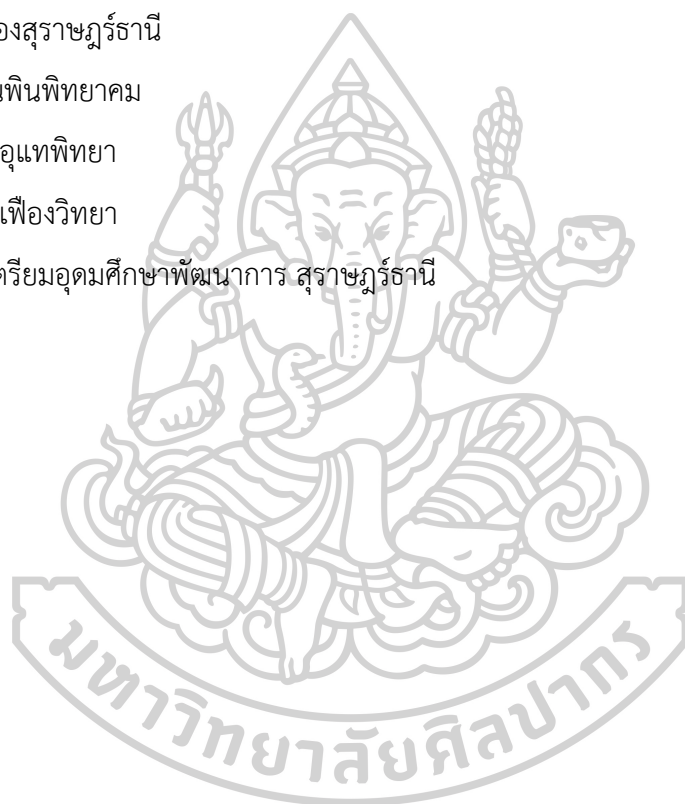 องสุราษฎร์ธานี
นพินพิทยาคม
อุแทพิทยา
เฟืองวิทยา
ตรียมอุดมศึกษาพัฒนาการ สุราษฎร์ธานี
มหาวิทยาลัยศิลปากร